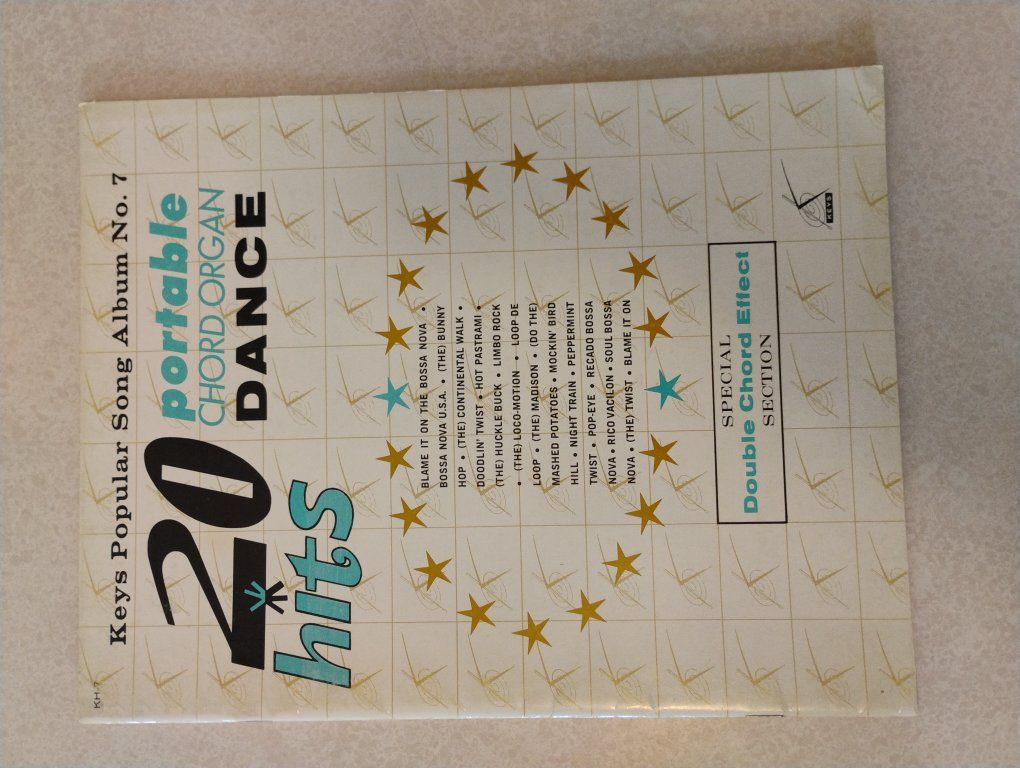 KH-7
Keys Popular Song Album No. 7
20 portable
CHORD ORGAN
DANCE
hits
BLAME IT ON THE BOSSA NOVA •
BOSSA NOVA U.S.A. • (THE) BUNNY
HOP • (THE) CONTINENTAL WALK •
DOODLIN' TWIST • HOT PASTRAMI •
(THE) HUCKLE BUCK • LIMBO ROCK
• (THE) LOCO-MOTION • LOOP DE
LOOP • (THE) MADISON • (DO THE)
MASHED POTATOES • MOCKIN' BIRD
HILL • NIGHT TRAIN • PEPPERMINT
TWIST • POP-EYE • RECADO BOSSA
NOVA • RICO VACILON • SOUL BOSSA
NOVA • (THE) TWIST • BLAME IT ON
SPECIAL
Double Chord Effect
SECTION
KEYS